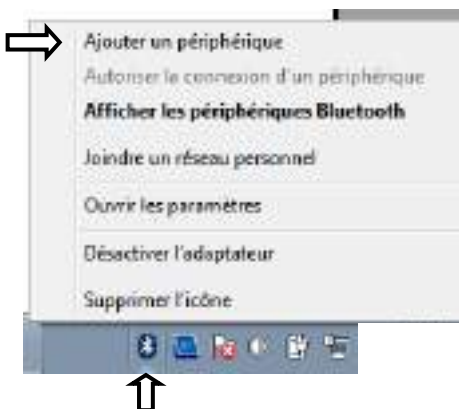 Ajouter un périphérique
Autoriser la connexion d'un périphérique
Afficher les périphériques Bluetooth
Joindre un réseau personnel
Ouvrir les paramètres
Désactiver l'adaptateur
Supprimer l'icône